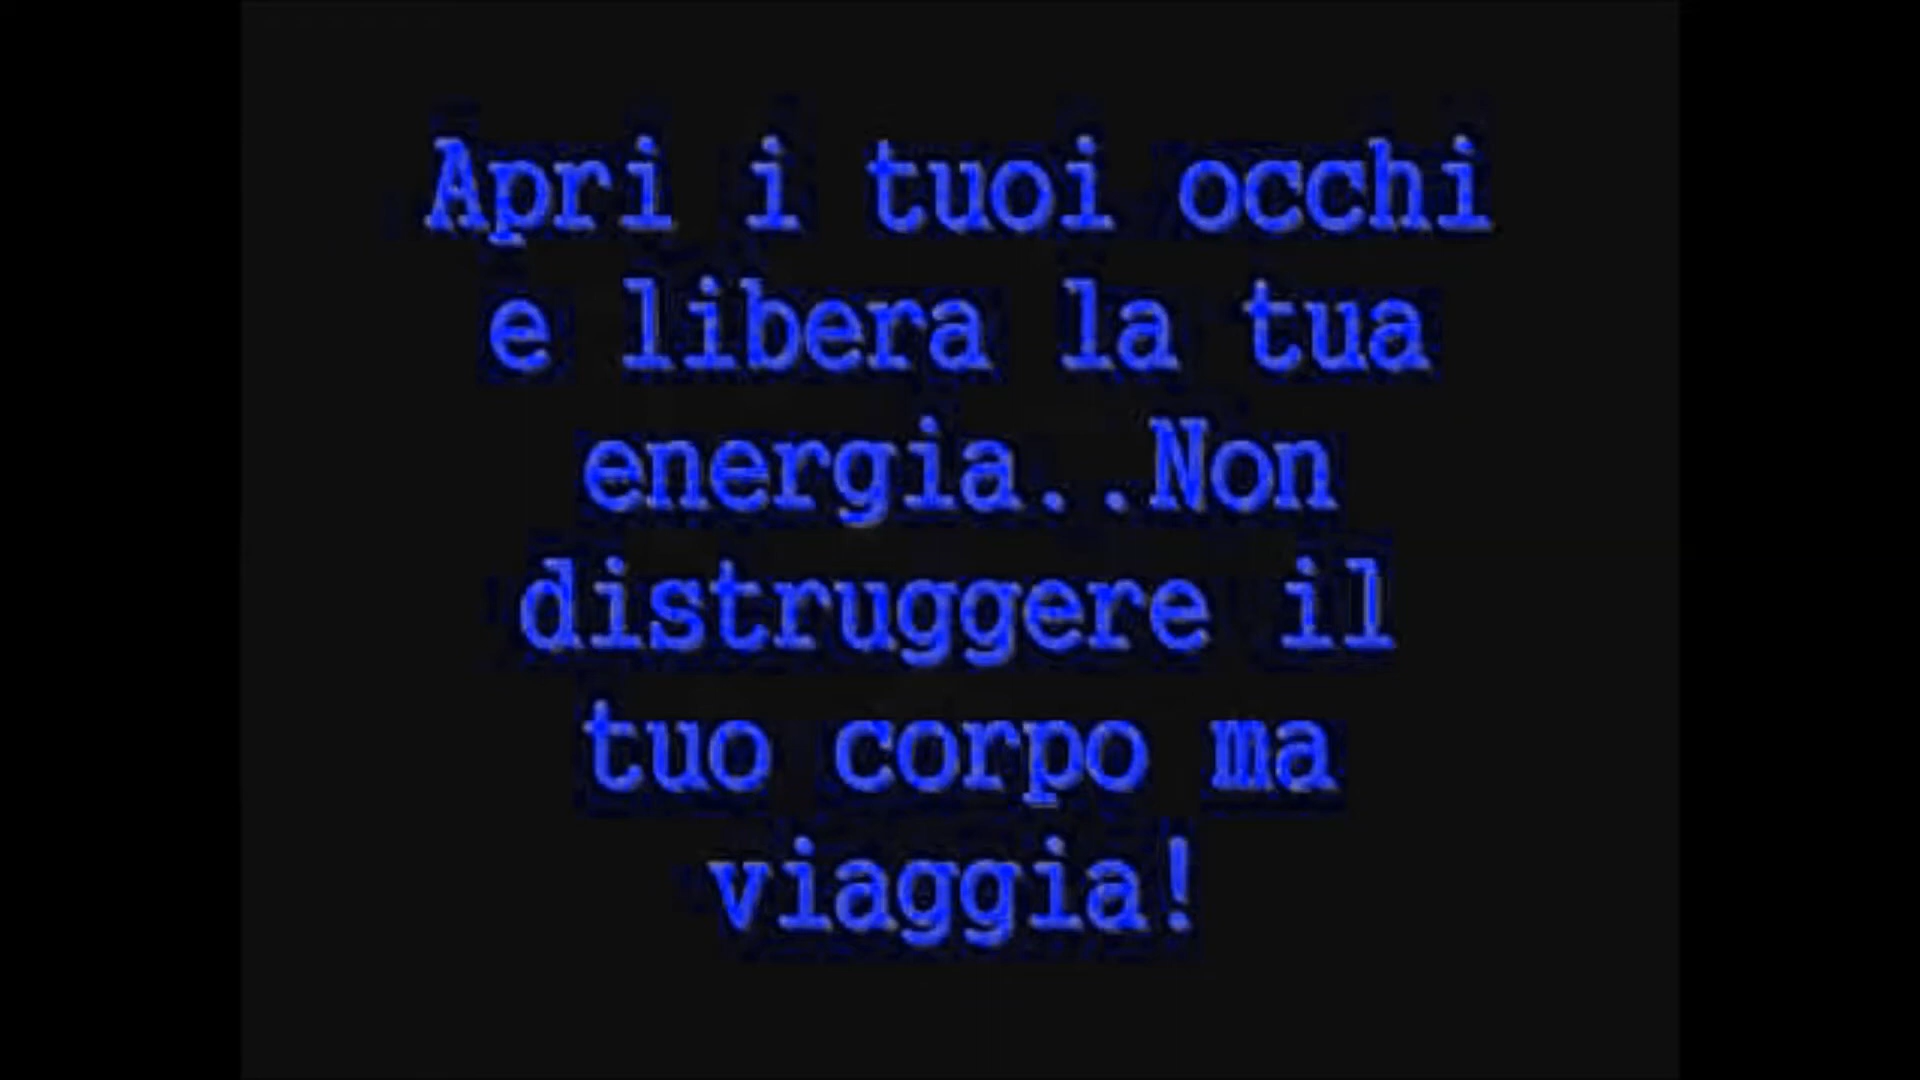 Apri i tuoi occhi
e libera la tua
energia..Non
distruggere il
tuo corpo ma
viaggia!